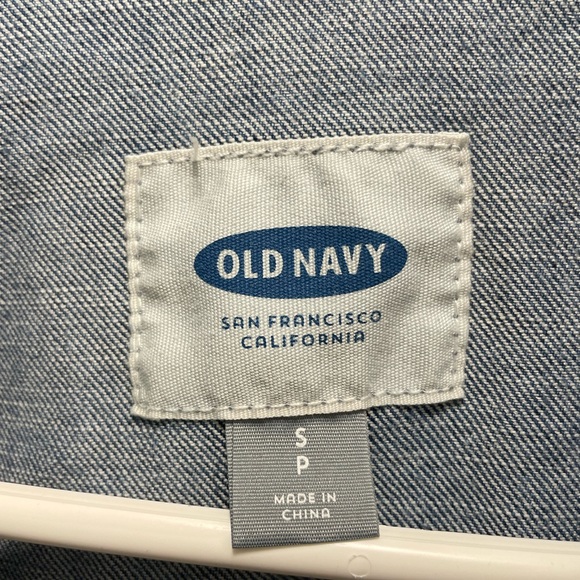 OLD NAVY
SAN FRANCISCO
CALIFORNIA
S
P
MADE IN
CHINA